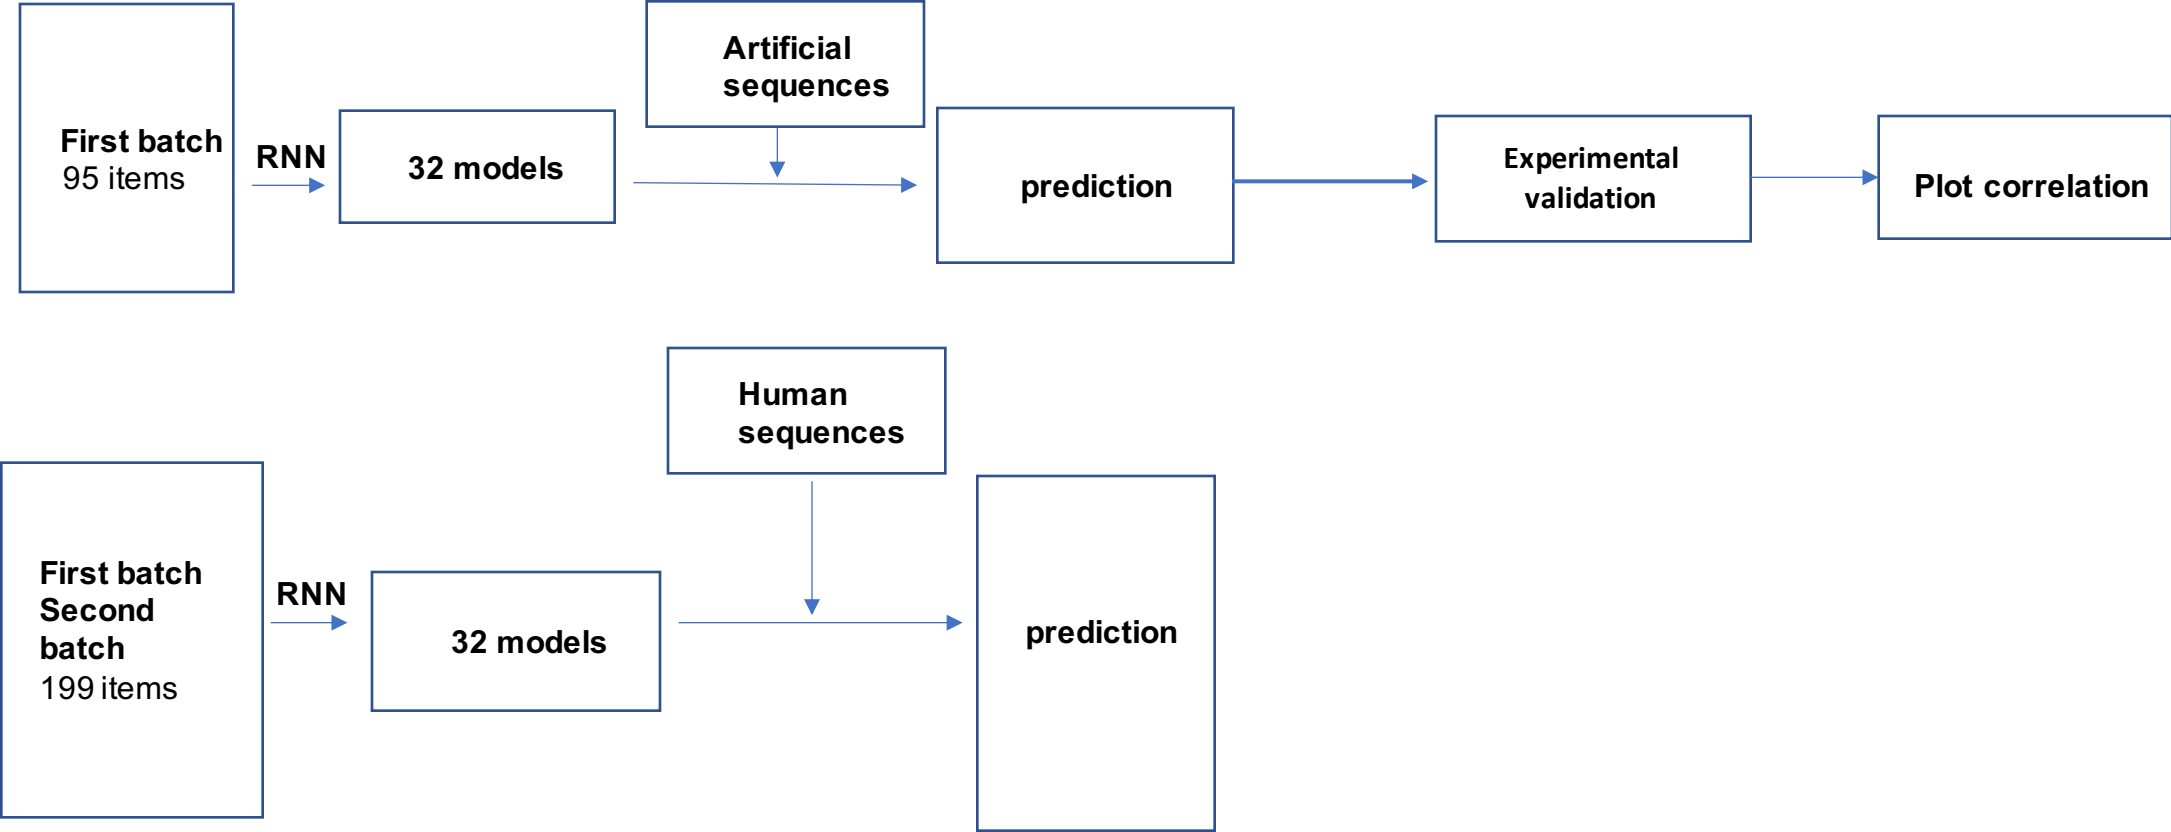 First batch
95 items
RNN
32 models
Artificial
sequences
prediction
Experimental
validation
Plot correlation
First batch
Second
batch
199 items
RNN
32 models
Human
sequences
prediction